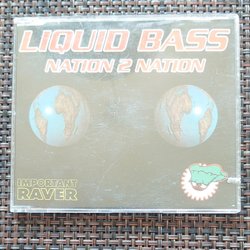 LIQUID BASS
NATION 2 NATION
IMPORTANT
RAVER